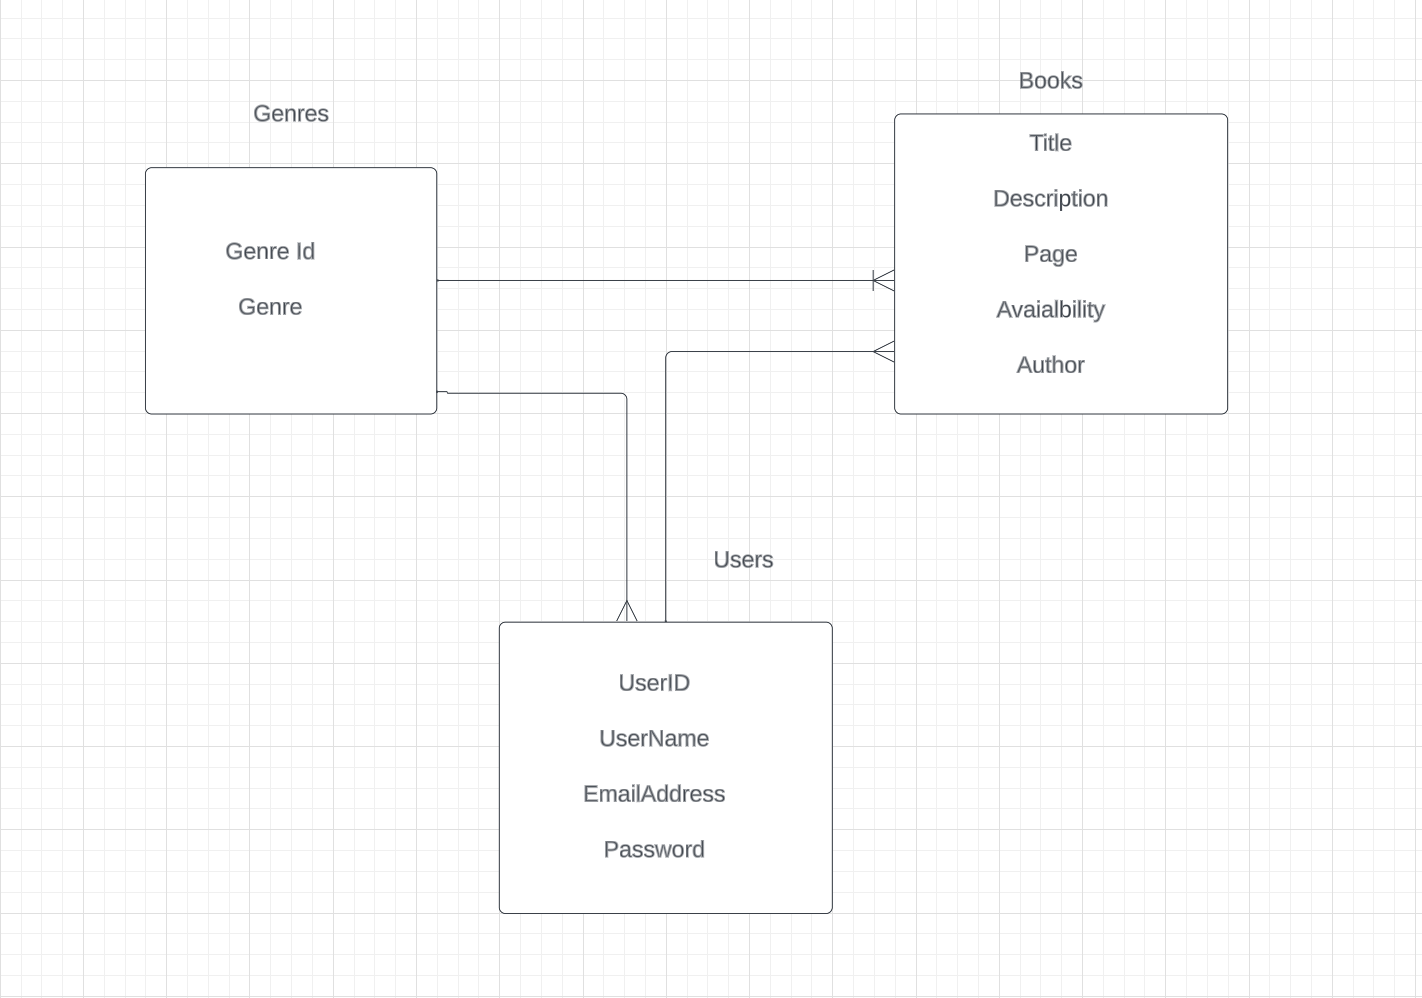 Genres
Genre Id
Genre
Books
Title
Description
Page
Avaialbility
Author
Users
UserID
UserName
EmailAddress
Password